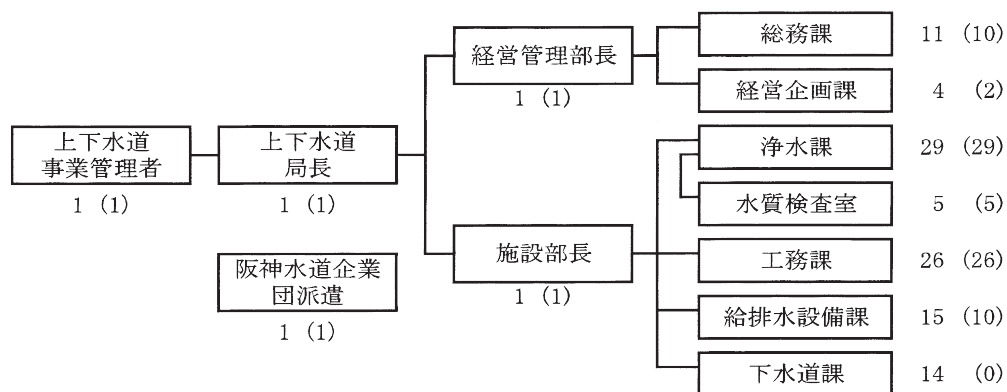 総務課 11 (10)
経営管理部長
1 (1)
経営企画課 4 (2)
上下水道
事業管理者
1 (1)
上下水道
局長
1 (1)
浄水課 29 (29)
水質検査室 5 (5)
施設部長
1 (1)
工務課 26 (26)
阪神水道企業
団派遣
1 (1)
給排水設備課 15 (10)
下水道課 14 (0)